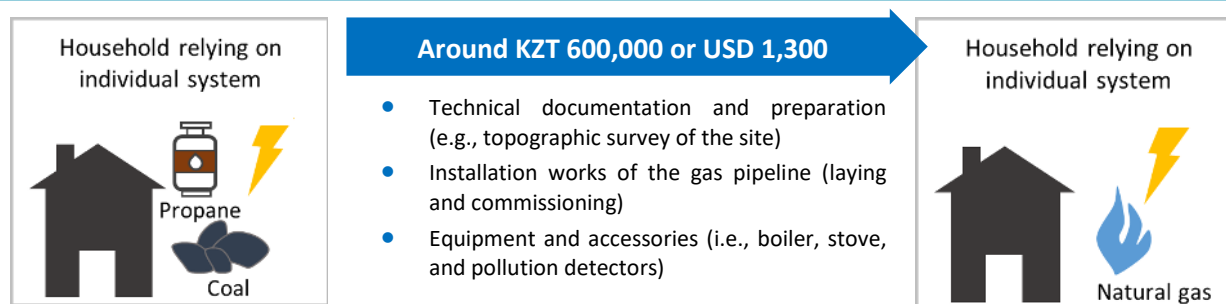 Household relying on
individual system
Propane
Coal
Around KZT 600,000 or USD 1,300
• Technical documentation and preparation
(e.g., topographic survey of the site)
• Installation works of the gas pipeline (laying
and commissioning)
• Equipment and accessories (i.e., boiler, stove,
and pollution detectors)
Household relying on
individual system
Natural gas